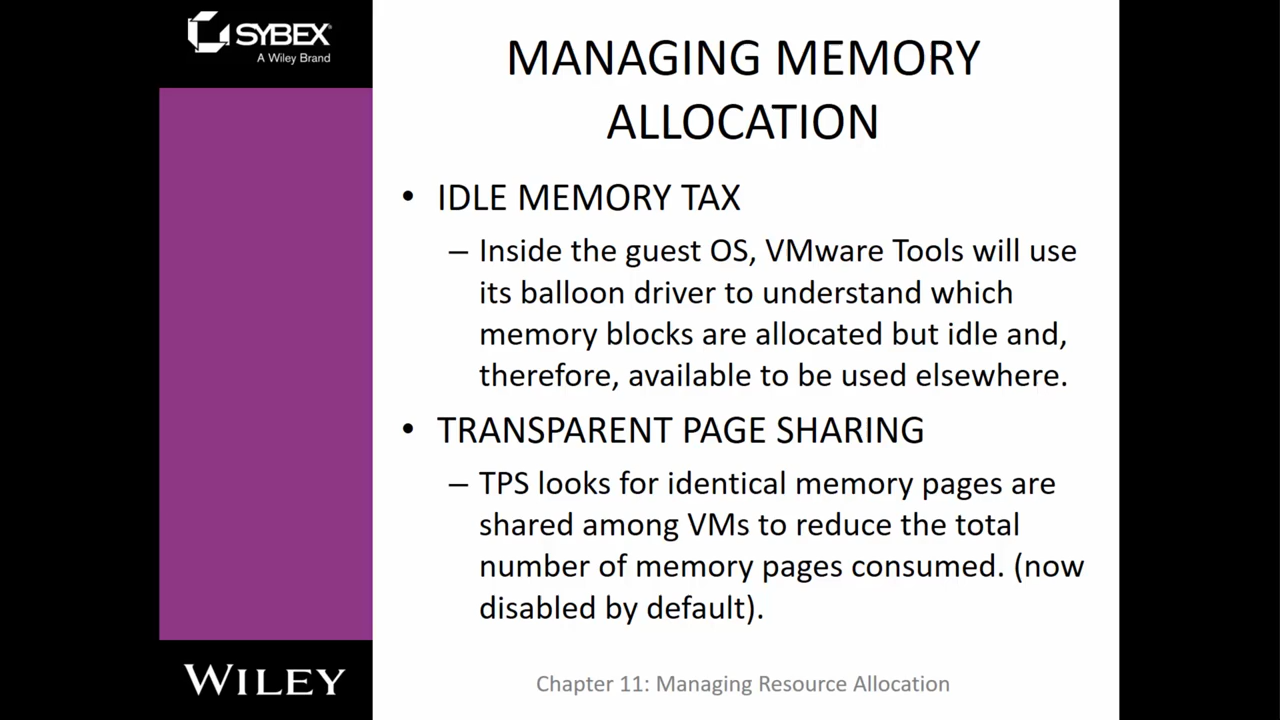 SYBEX
A Wiley Brand
MANAGING MEMORY
ALLOCATION
• IDLE MEMORY TAX
– Inside the guest OS, VMware Tools will use
its balloon driver to understand which
memory blocks are allocated but idle and,
therefore, available to be used elsewhere.
• TRANSPARENT PAGE SHARING
– TPS looks for identical memory pages are
shared among VMs to reduce the total
number of memory pages consumed. (now
disabled by default).
WILEY
Chapter 11: Managing Resource Allocation